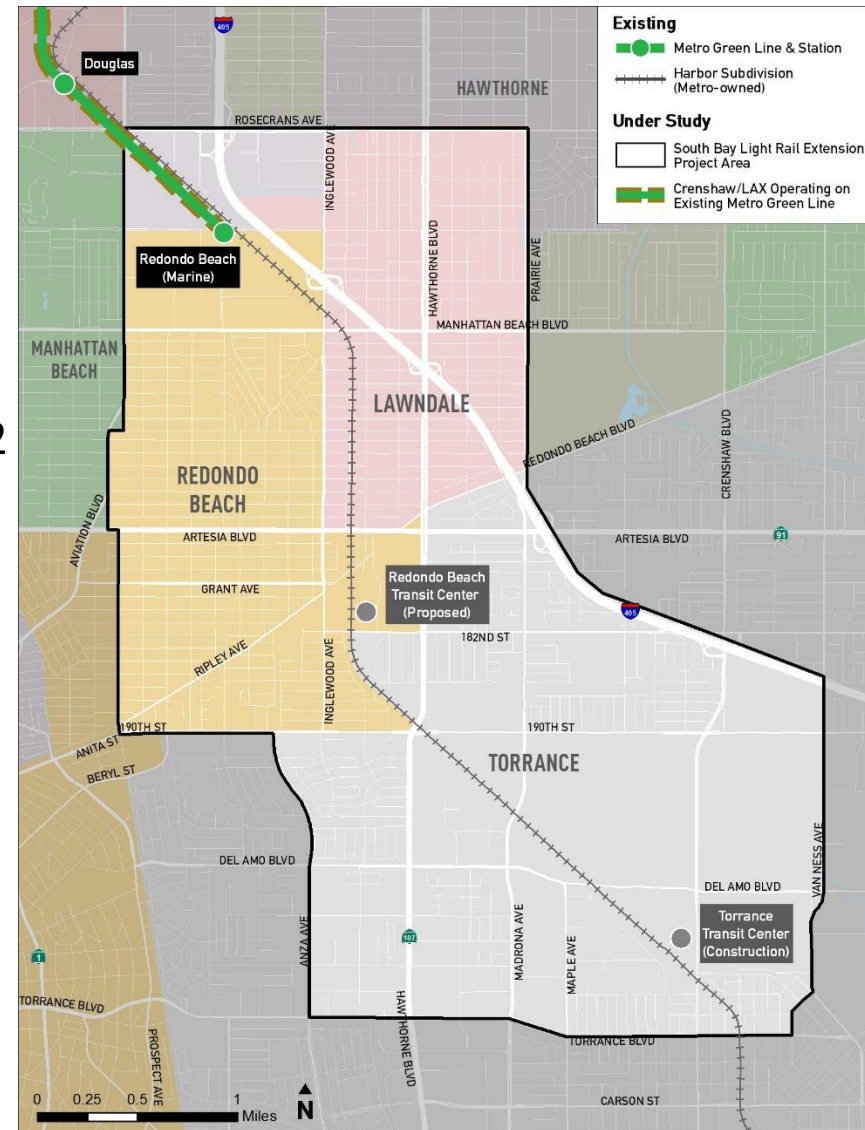 405
Existing
Metro Green Line & Station
Harbor Subdivision
(Metro-owned)
Under Study
South Bay Light Rail Extension
Project Area
Crenshaw/LAX Operating on
Existing Metro Green Line
Douglas
HAWTHORNE
ROSECRANS AVE
INGLEWOOD AVE
HAWTHORNE BLVD
PRAIRIE AVE
Redondo Beach
(Marine)
MANHATTAN BEACH BLVD
MANHATTAN
BEACH
LAWNDALE
2
REDONDO BEACH BLVD
CRENSHAW BLVD
REDONDO
BEACH
AVIATION BLVD
ARTESIA BLVD
ARTESIA BLVD
91
GRANT AVE
Redondo Beach
Transit Center
(Proposed)
405
182ND ST
RIPLEY AVE
INGLEWOOD AVE
190TH ST
190TH ST
ANITA ST
BERYL ST
TORRANCE
DEL AMO BLVD
DEL AMO BLVD
VAN NESS AVE
ANZA AVE
107
MADRONA AVE
MAPLE AVE
Torrance
Transit Center
(Construction)
1
TORRANCE BLVD
PROSPECT AVE
HAWTHORNE BLVD
TORRANCE BLVD
0 0.25 0.5 1
Miles
N
CARSON ST